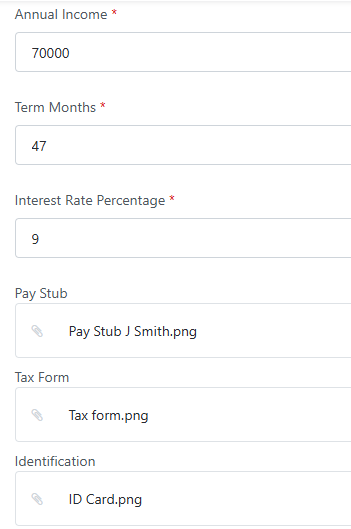 Annual Income *
70000
Term Months *
47
Interest Rate Percentage *
9
Pay Stub
Pay Stub J Smith.png
Tax Form
Tax form.png
Identification
ID Card.png